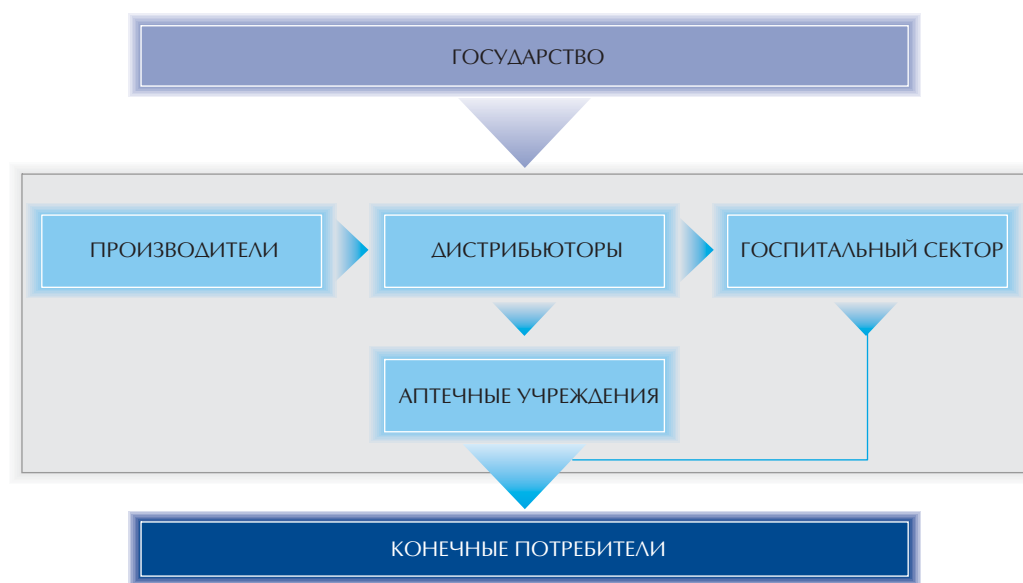 ГОСУДАРСТВО
ПРОИЗВОДИТЕЛИ
ДИСТРИБЬЮТОРЫ
ГОСПИТАЛЬНЫЙ СЕКТОР
АПТЕЧНЫЕ УЧРЕЖДЕНИЯ
КОНЕЧНЫЕ ПОТРЕБИТЕЛИ